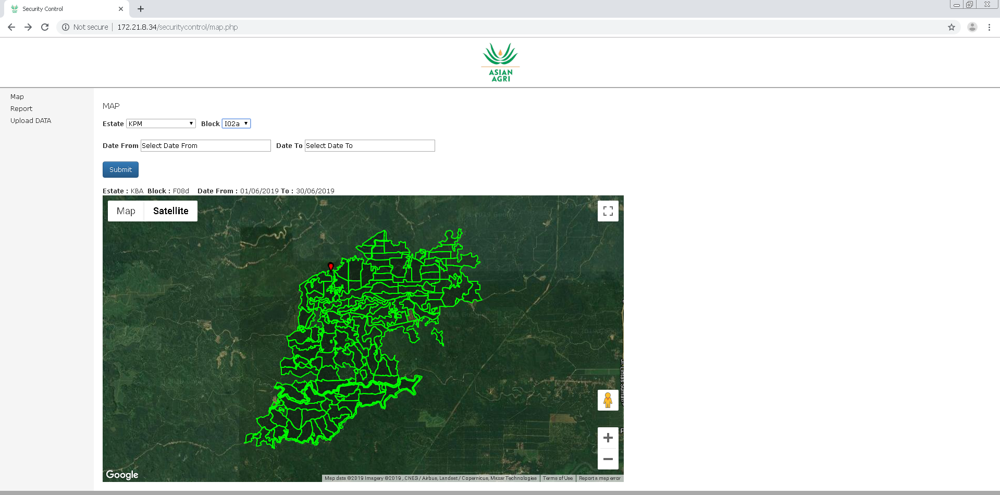 Security Control
Not secure 172.21.8.34/securitycontrol/map.php
ASIAN
AGRI
Map
Report
Upload DATA
MAP
Estate KPM Block I02a
Date From Select Date From Date To Select Date To
Submit
Estate : KBA Block : F08d Date From : 01/06/2019 To : 30/06/2019
Map Satellite
Google
Map data ©2019 Imagery ©2019 , CNES / Airbus, Landsat / Copernicus, Maxar Technologies Terms of Use Report a map error